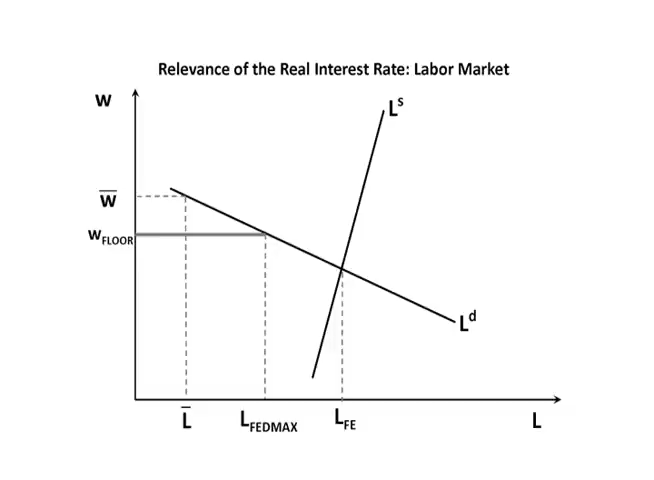 Relevance of the Real Interest Rate: Labor Market
w
Lˢ
w̅
w_FLOOR
Lᵈ
L̅
L_FEDMAX
L_FE
L